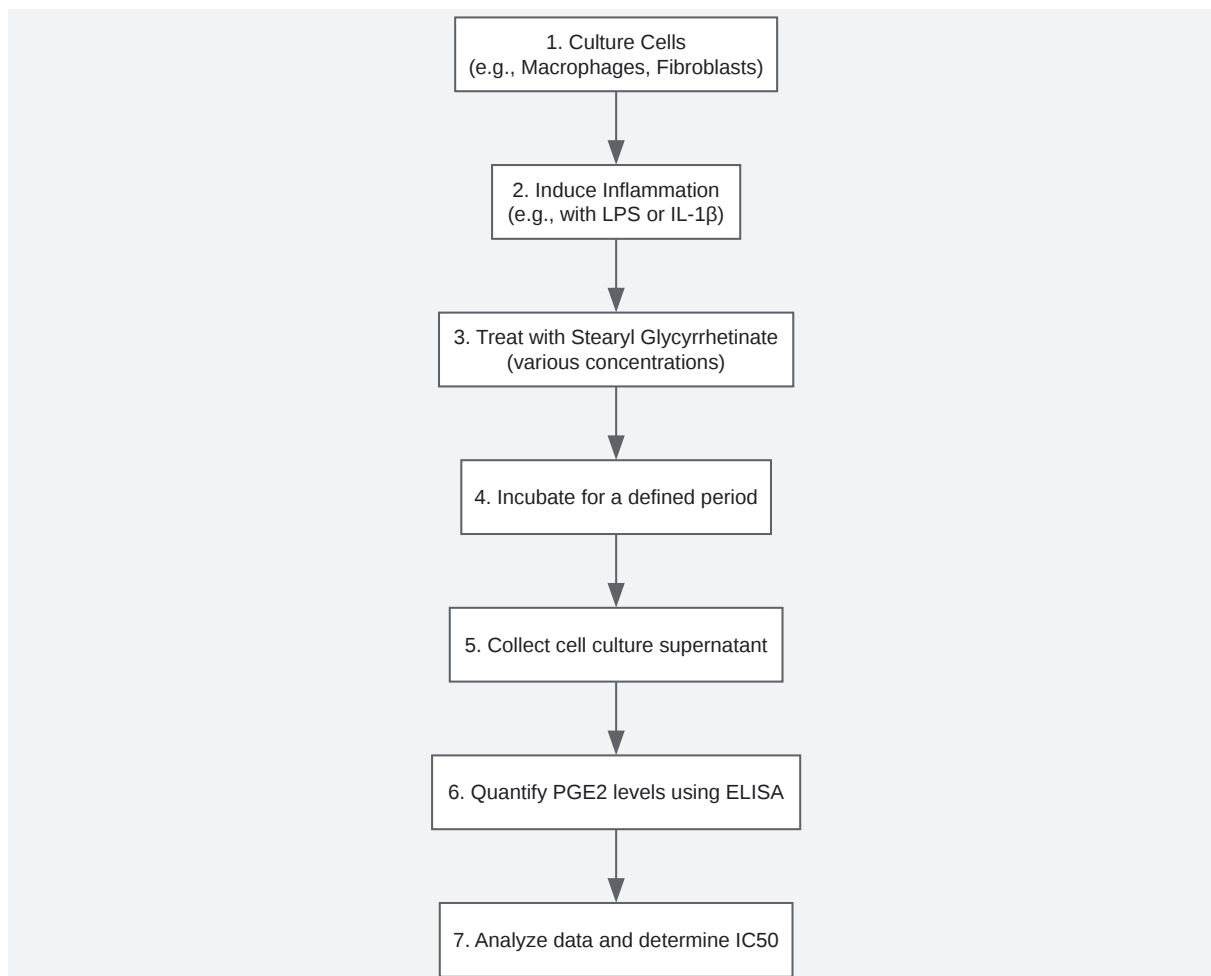 1. Culture Cells
(e.g., Macrophages, Fibroblasts)
2. Induce Inflammation
(e.g., with LPS or IL-1β)
3. Treat with Stearyl Glycyrrhetinate
(various concentrations)
4. Incubate for a defined period
5. Collect cell culture supernatant
6. Quantify PGE2 levels using ELISA
7. Analyze data and determine IC50